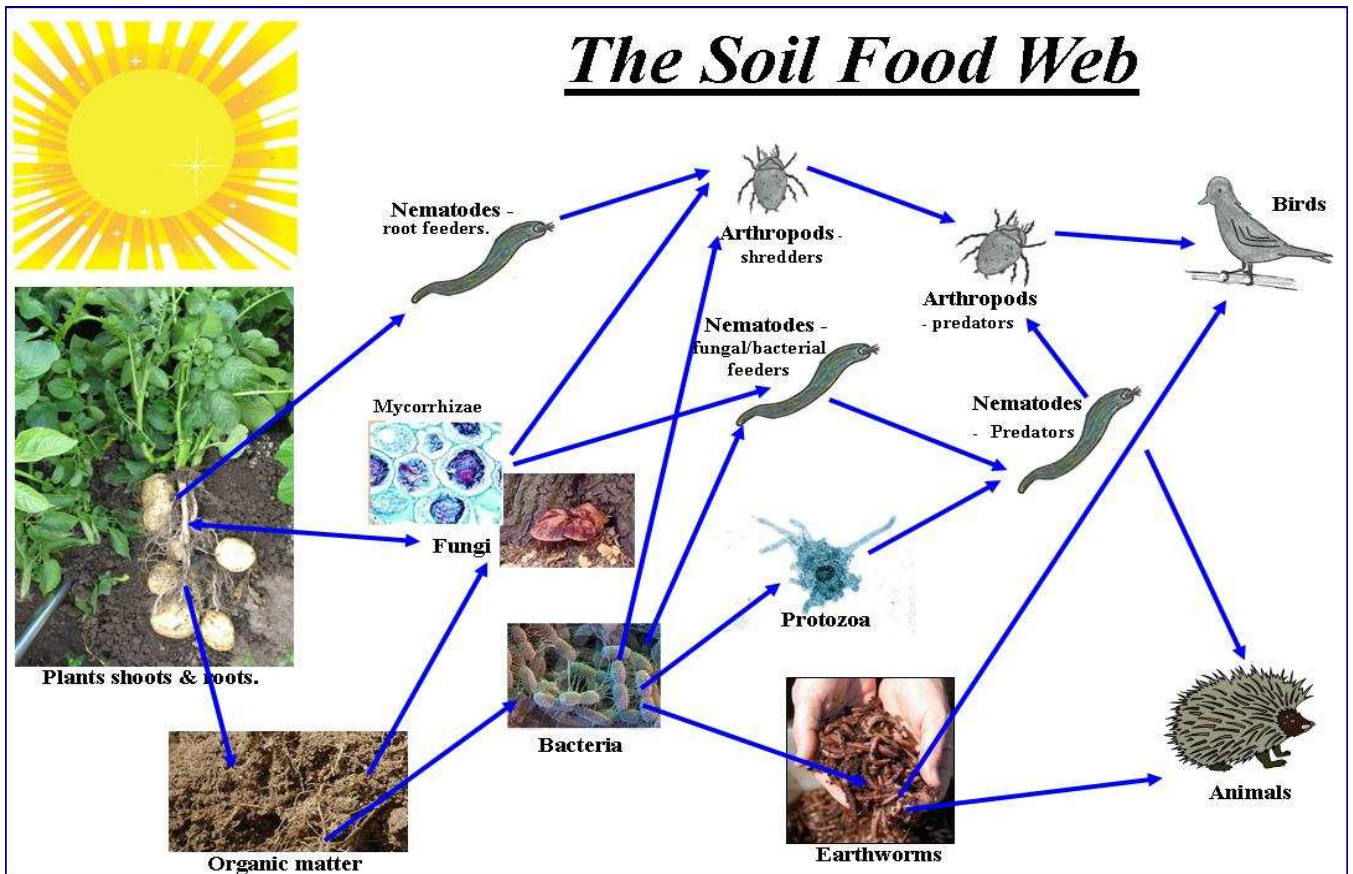 The Soil Food Web
Nematodes -
root feeders.
Arthropods -
shredders
Birds
Arthropods
- predators
Nematodes -
fungal/bacterial
feeders
Mycorrhizae
Nematodes
- Predators
Fungi
Protozoa
Plants shoots & roots.
Bacteria
Animals
Earthworms
Organic matter